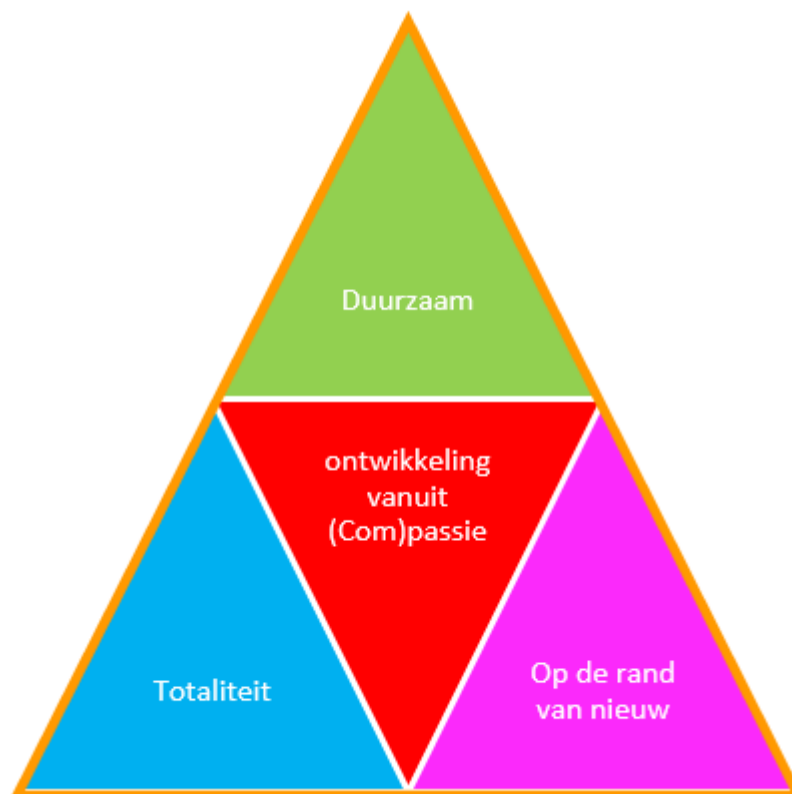 Duurzaam
ontwikkeling
vanuit
(Com)passie
Totaliteit
Op de rand
van nieuw